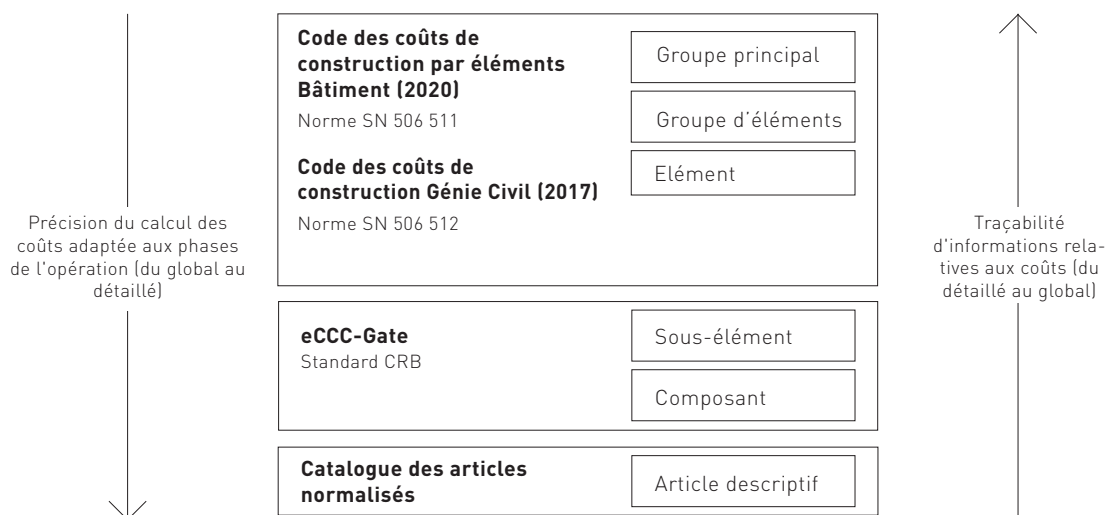 Code des coûts de
construction par éléments
Bâtiment (2020)
Norme SN 506 511
Code des coûts de
construction Génie Civil (2017)
Norme SN 506 512
Groupe principal
Groupe d'éléments
Elément
Précision du calcul des
coûts adaptée aux phases
de l'opération (du global au
détaillé)
Traçabilité
d'informations rela-
tives aux coûts (du
détaillé au global)
eCCC-Gate
Standard CRB
Sous-élément
Composant
Catalogue des articles
normalisés
Article descriptif